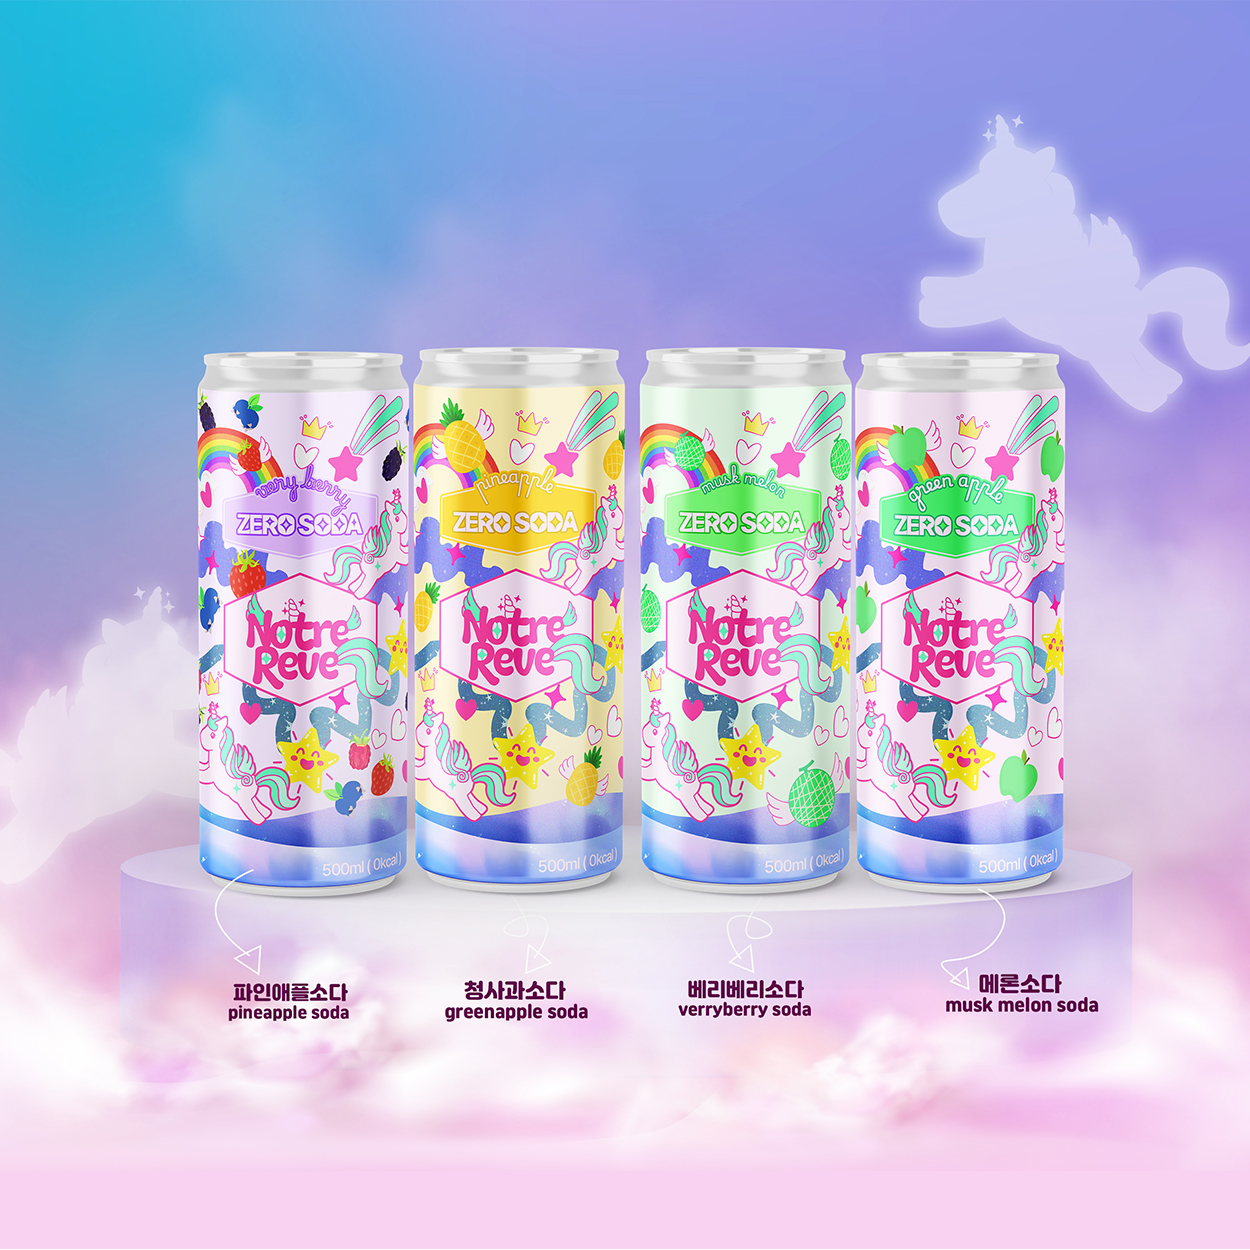 very berry
ZERO SODA
Notre
Reve
500ml ( 0kcal )
pineapple
ZERO SODA
Notre
Reve
500ml ( 0kcal )
musk melon
ZERO SODA
Notre
Reve
500ml ( 0kcal )
green apple
ZERO SODA
Notre
Reve
500ml ( 0kcal )
파인애플소다
pineapple soda
청사과소다
greenapple soda
베리베리소다
verryberry soda
메론소다
musk melon soda